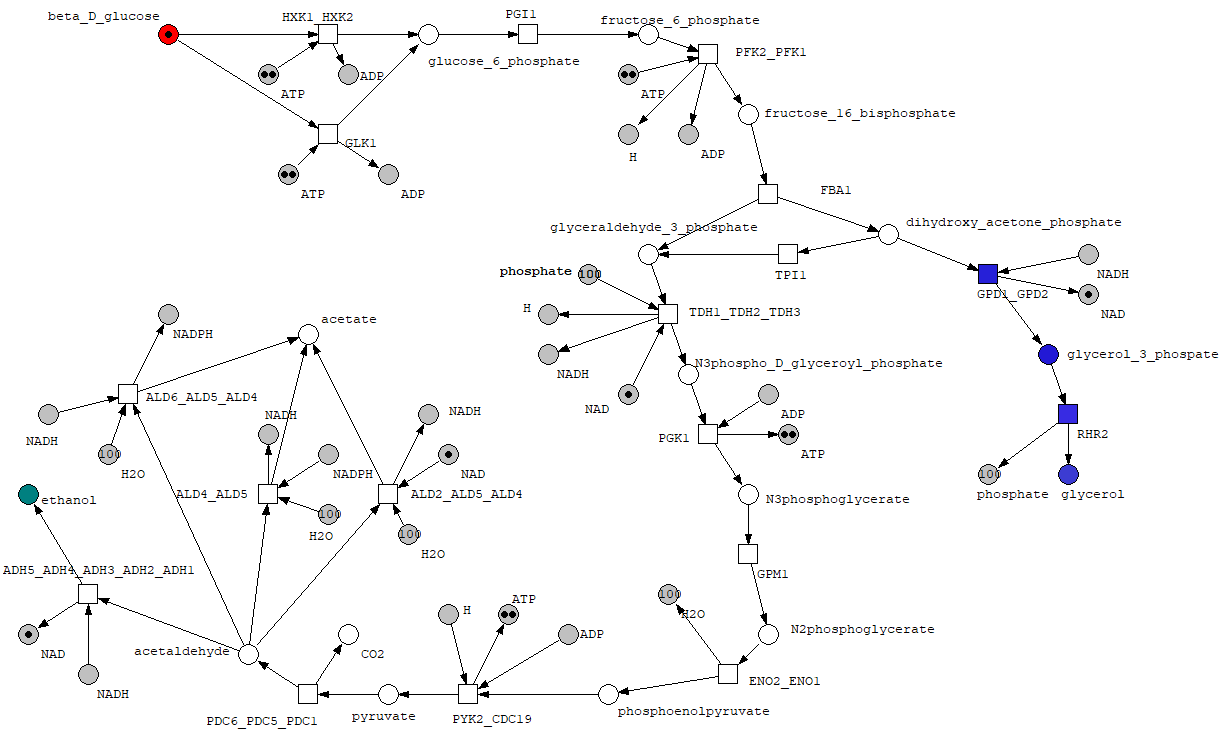 beta_D_glucose
HXK1_HXK2
PGI1
fructose_6_phosphate
PFK2_PFK1
glucose_6_phosphate
ATP
ADP
ATP
fructose_16_bisphosphate
GLK1
H
ADP
ATP
ADP
FBA1
glyceraldehyde_3_phosphate
dihydroxy_acetone_phosphate
phosphate
100
TPI1
NADH
GPD1_GPD2
NAD
H
TDH1_TDH2_TDH3
NADH
NAD
N3phospho_D_glyceroyl_phosphate
glycerol_3_phospate
acetate
NADPH
ALD6_ALD5_ALD4
NADH
100
H2O
NADH
NADPH
ALD4_ALD5
100
H2O
NADH
NAD
ALD2_ALD5_ALD4
100
H2O
ADP
PGK1
ATP
RHR2
100
phosphate
glycerol
ethanol
N3phosphoglycerate
GPM1
ADH5_ADH4_ADH3_ADH2_ADH1
NAD
NADH
acetaldehyde
CO2
H
ATP
ADP
100
H2O
N2phosphoglycerate
ENO2_ENO1
PDC6_PDC5_PDC1
pyruvate
PYK2_CDC19
phosphoenolpyruvate